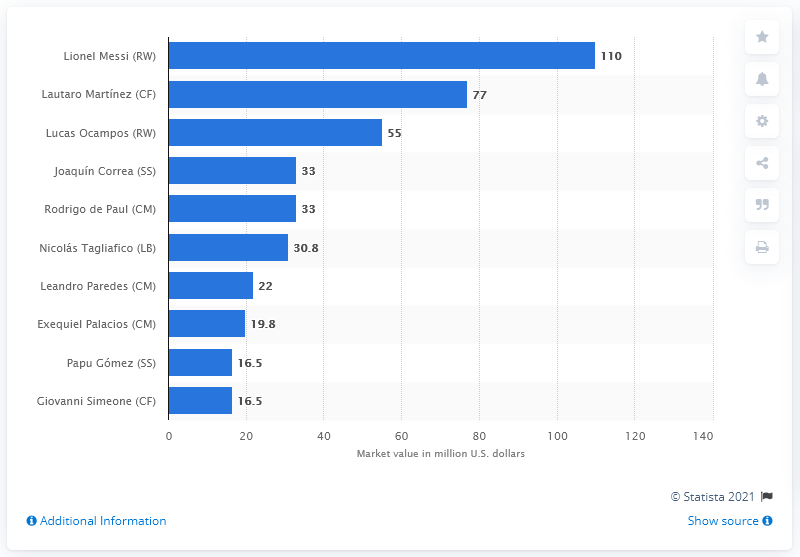 Lionel Messi (RW) 110
Lautaro Martínez (CF) 77
Lucas Ocampos (RW) 55
Joaquín Correa (SS) 33
Rodrigo de Paul (CM) 33
Nicolás Tagliafico (LB) 30.8
Leandro Paredes (CM) 22
Exequiel Palacios (CM) 19.8
Papu Gómez (SS) 16.5
Giovanni Simeone (CF) 16.5
0 20 40 60 80 100 120 140
Market value in million U.S. dollars
© Statista 2021
Additional Information Show source